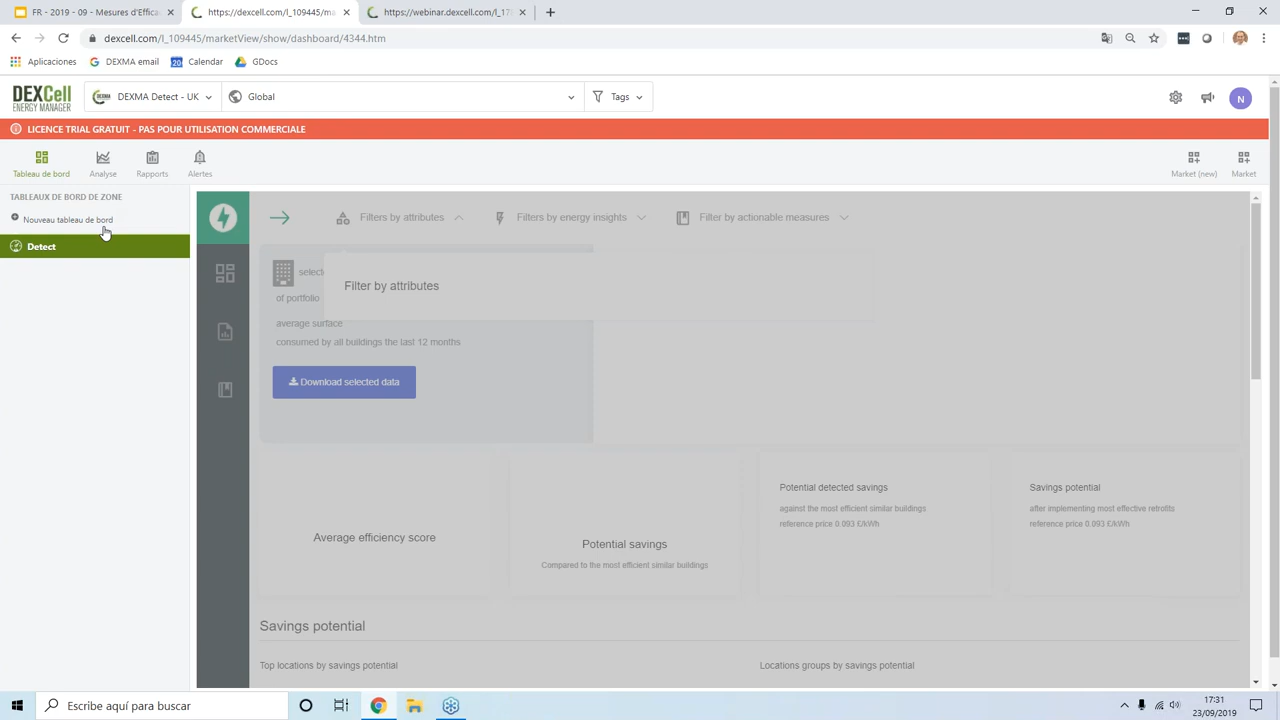 FR - 2019 - 09 - Mesures d'Effica
https://dexcell.com/l_109445/ma
https://webinar.dexcell.com/l_17
dexcell.com/l_109445/marketView/show/dashboard/4344.htm
Aplicaciones
DEXMA email
Calendar
GDocs
DEXCell
ENERGY MANAGER
DEXMA Detect - UK
Global
Tags
N
LICENCE TRIAL GRATUIT - PAS POUR UTILISATION COMMERCIALE
Tableau de bord
Analyse
Rapports
Alertes
Market (new)
Market
TABLEAUX DE BORD DE ZONE
Nouveau tableau de bord
Detect
Filters by attributes
Filters by energy insights
Filter by actionable measures
selecte
Filter by attributes
of portfolio
average surface
consumed by all buildings the last 12 months
Download selected data
Average efficiency score
Potential savings
Compared to the most efficient similar buildings
Potential detected savings
against the most efficient similar buildings
reference price 0.093 £/kWh
Savings potential
after implementing most effective retrofits
reference price 0.093 £/kWh
Savings potential
Top locations by savings potential
Locations groups by savings potential
Escribe aquí para buscar
17:31
23/09/2019